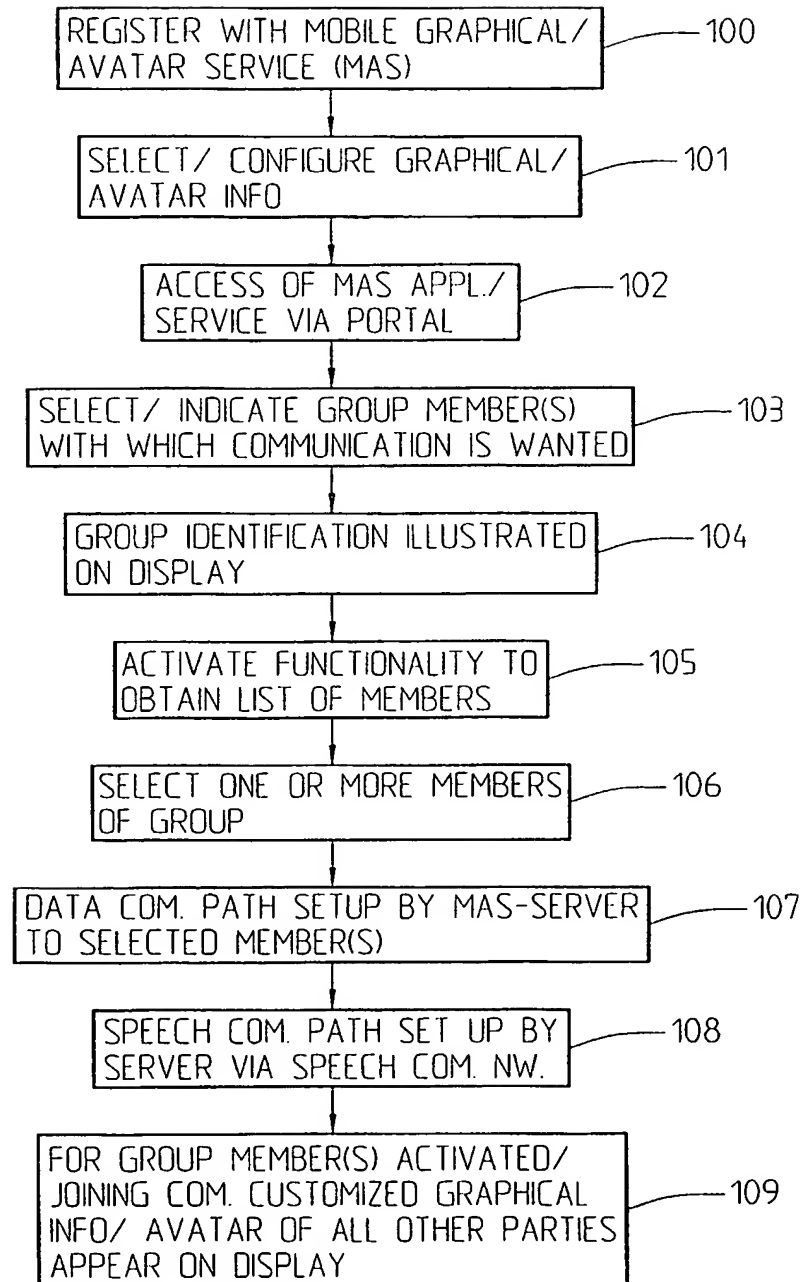 REGISTER WITH MOBILE GRAPHICAL/
AVATAR SERVICE (MAS)
100
SELECT/ CONFIGURE GRAPHICAL/
AVATAR INFO
101
ACCESS OF MAS APPL./
SERVICE VIA PORTAL
102
SELECT/ INDICATE GROUP MEMBER(S)
WITH WHICH COMMUNICATION IS WANTED
103
GROUP IDENTIFICATION ILLUSTRATED
ON DISPLAY
104
ACTIVATE FUNCTIONALITY TO
OBTAIN LIST OF MEMBERS
105
SELECT ONE OR MORE MEMBERS
OF GROUP
106
DATA COM. PATH SETUP BY MAS-SERVER
TO SELECTED MEMBER(S)
107
SPEECH COM. PATH SET UP BY
SERVER VIA SPEECH COM. NW.
108
FOR GROUP MEMBER(S) ACTIVATED/
JOINING COM. CUSTOMIZED GRAPHICAL
INFO/ AVATAR OF ALL OTHER PARTIES
APPEAR ON DISPLAY
109